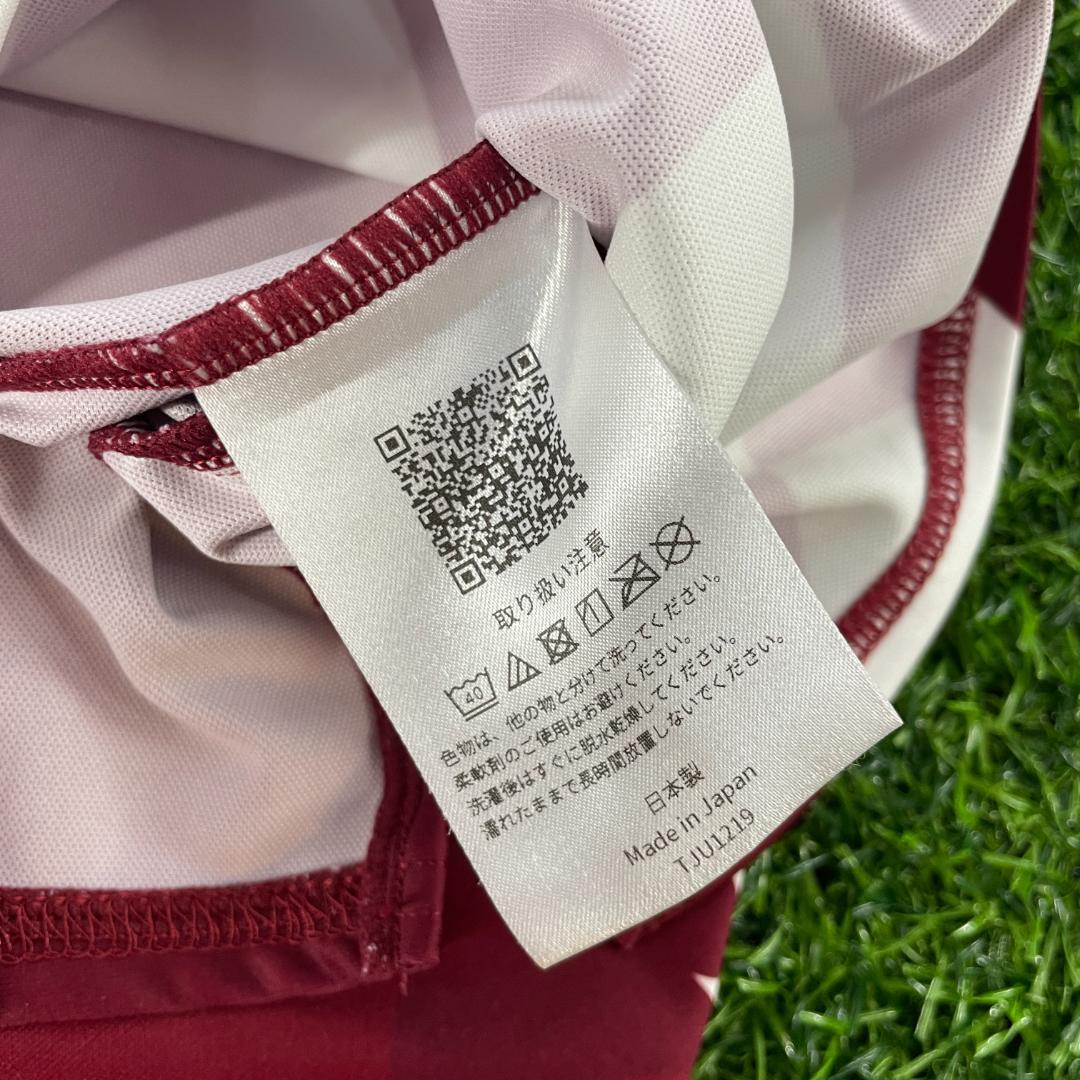 取り扱い注意
40
色物は、他の物と分けて洗ってください。
柔軟剤のご使用はお避けください。
洗濯後はすぐに脱水乾燥してください。
濡れたままで長時間放置しないでください。
日本製
Made in Japan
TJU1219